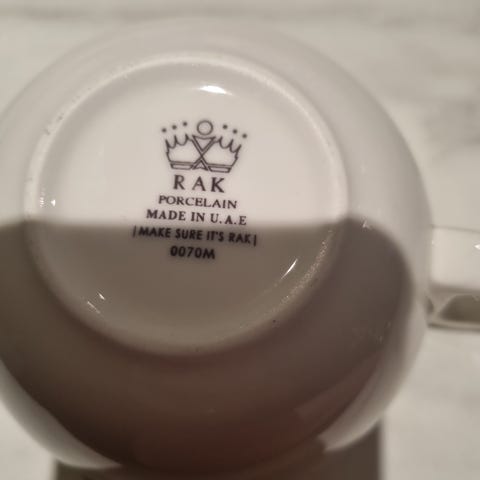 RAK
PORCELAIN
MADE IN U.A.E
|MAKE SURE IT'S RAK|
0070M